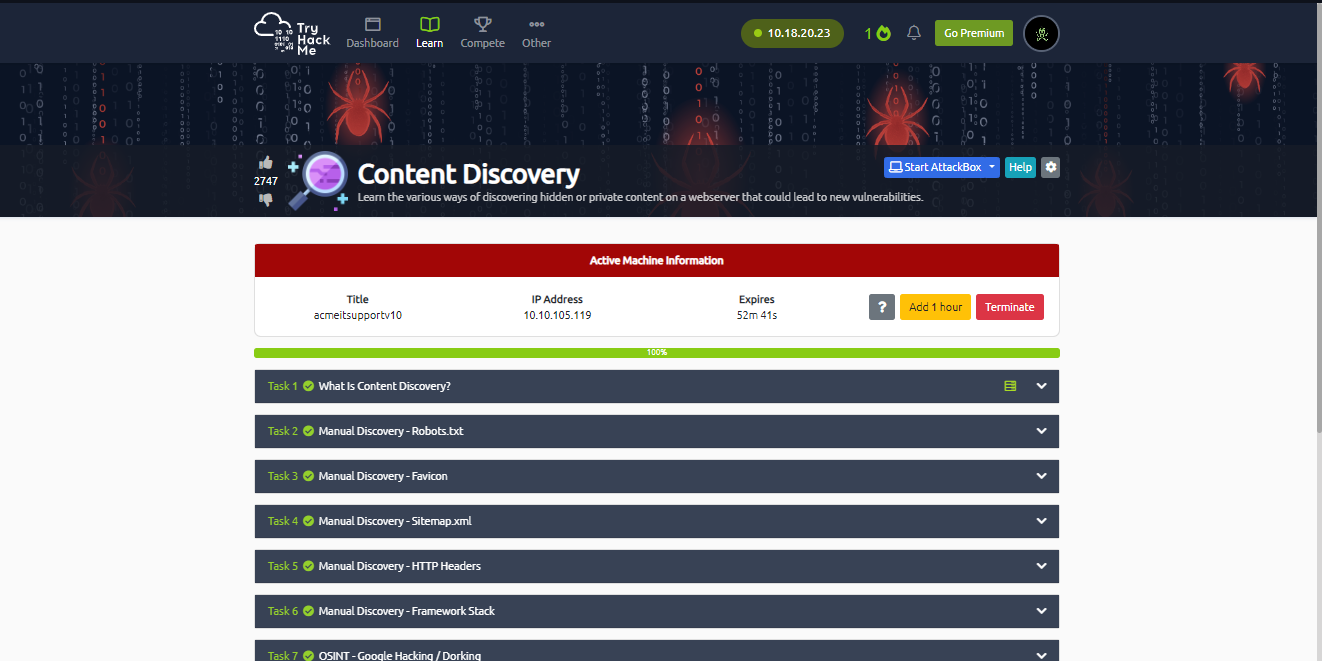 Try
Hack
Me
Dashboard
Learn
Compete
Other
10.18.20.23
1
Go Premium
2747
Content Discovery
Learn the various ways of discovering hidden or private content on a webserver that could lead to new vulnerabilities.
Start AttackBox
Help
Active Machine Information
Title
IP Address
Expires
acmeitsupportv10
10.10.105.119
52m 41s
?
Add 1 hour
Terminate
100%
Task 1 What Is Content Discovery?
Task 2 Manual Discovery - Robots.txt
Task 3 Manual Discovery - Favicon
Task 4 Manual Discovery - Sitemap.xml
Task 5 Manual Discovery - HTTP Headers
Task 6 Manual Discovery - Framework Stack
Task 7 OSINT - Google Hacking / Dorking